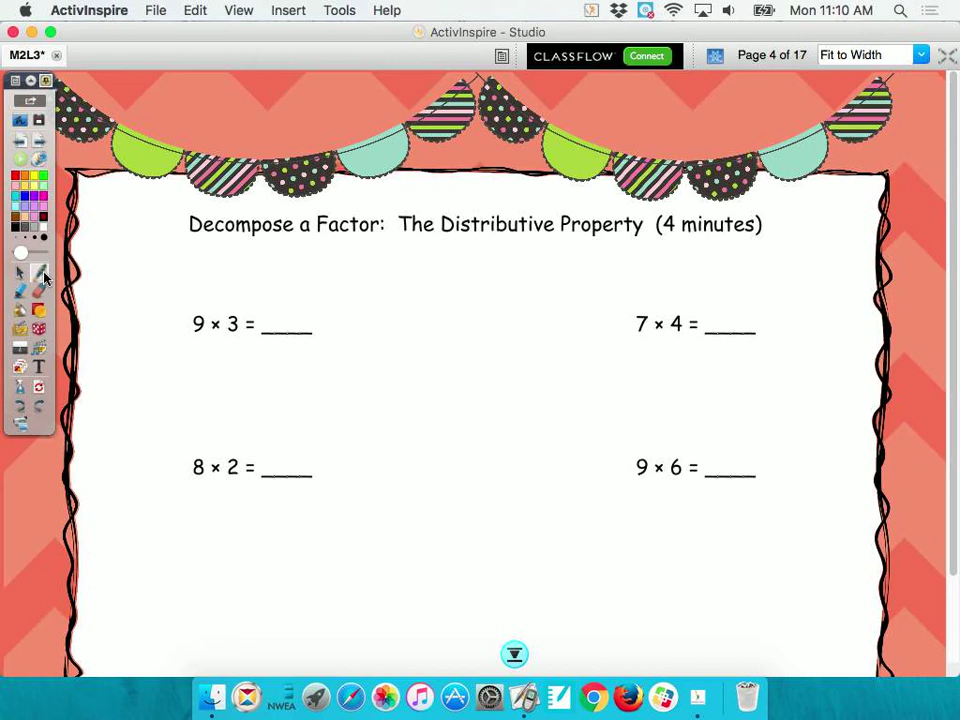 ActivInspire File Edit View Insert Tools Help Mon 11:10 AM
ActivInspire - Studio
M2L3* CLASSFLOW Connect Page 4 of 17 Fit to Width
Decompose a Factor: The Distributive Property (4 minutes)
9 × 3 = ____ 7 × 4 = ____
8 × 2 = ____ 9 × 6 = ____
T
NWEA